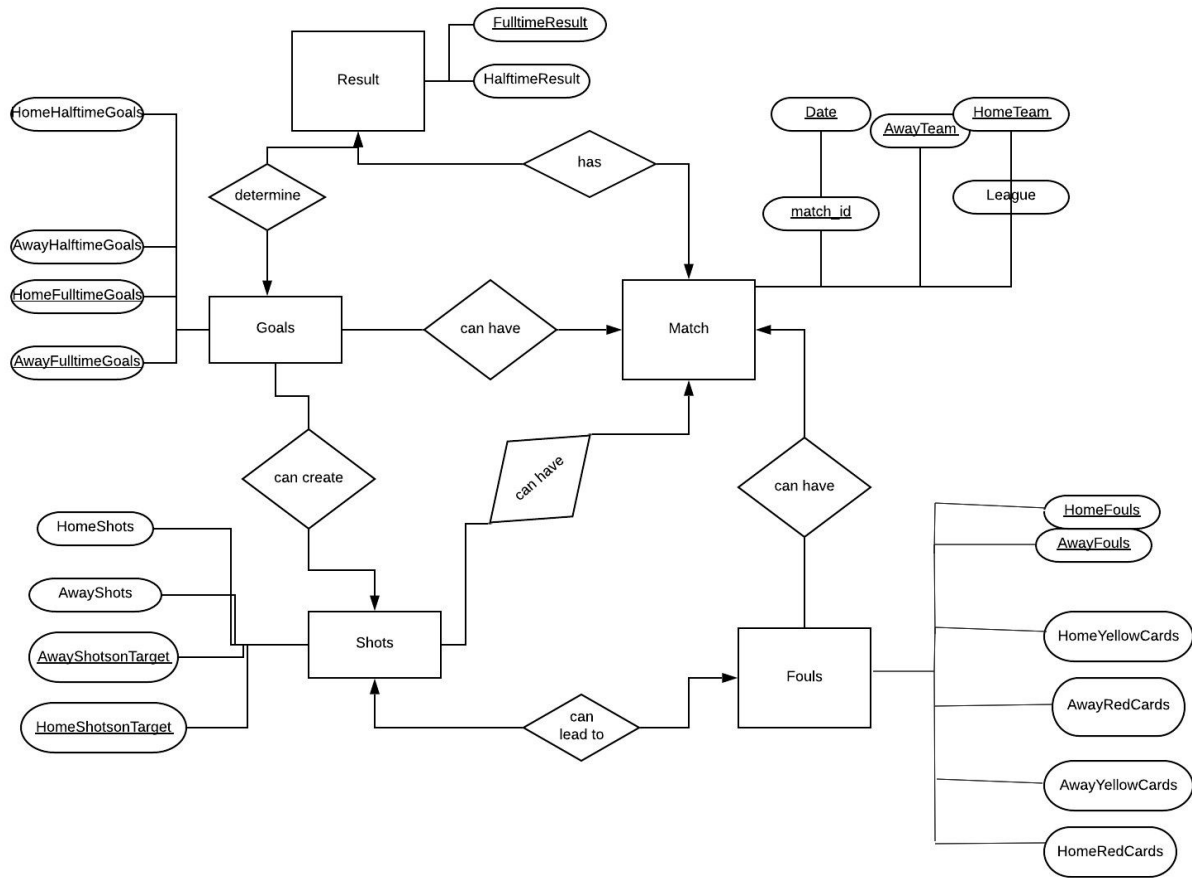 FulltimeResult
Result
HalftimeResult
HomeHalftimeGoals
Date
HomeTeam
AwayTeam
has
determine
League
match_id
AwayHalftimeGoals
HomeFulltimeGoals
Goals
can have
Match
AwayFulltimeGoals
can create
can have
can have
HomeShots
HomeFouls
AwayFouls
AwayShots
HomeYellowCards
Shots
AwayShotsonTarget
Fouls
AwayRedCards
HomeShotsonTarget
can
lead to
AwayYellowCards
HomeRedCards